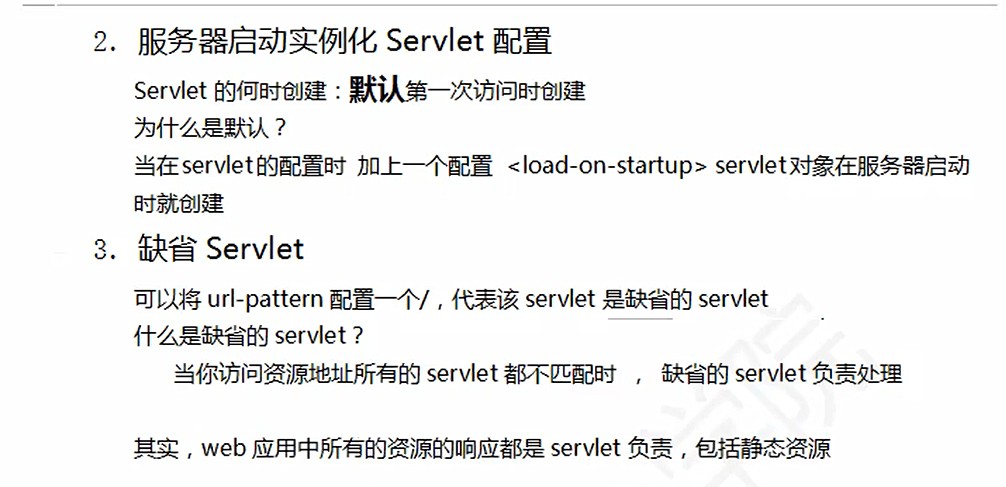 2. 服务器启动实例化 Servlet 配置
Servlet 的何时创建：默认第一次访问时创建
为什么是默认？
当在servlet的配置时 加上一个配置 <load-on-startup> servlet对象在服务器启动
时就创建
3. 缺省 Servlet
可以将 url-pattern 配置一个/，代表该 servlet 是缺省的 servlet
什么是缺省的 servlet？
当你访问资源地址所有的 servlet 都不匹配时 ， 缺省的 servlet 负责处理
其实，web 应用中所有的资源的响应都是 servlet 负责，包括静态资源
学院